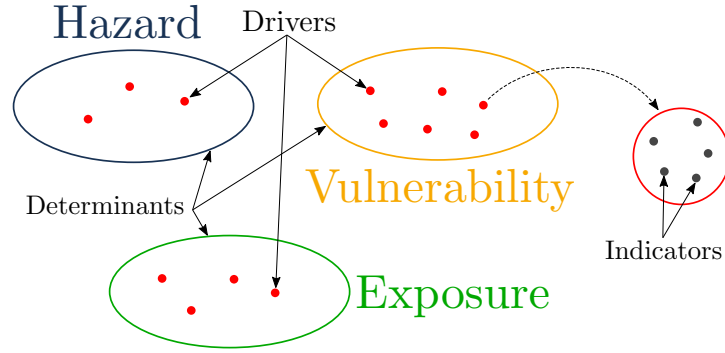 Hazard
Drivers
Vulnerability
Determinants
Indicators
Exposure